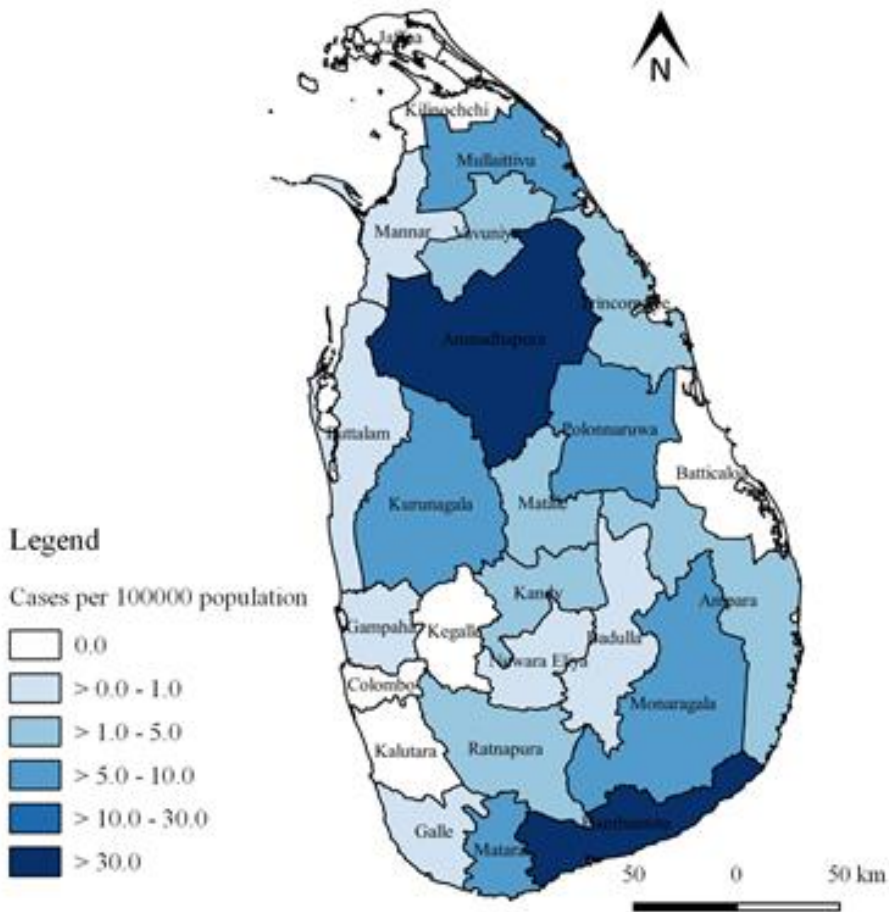 Jaffna
N
Kilinochchi
Mullaittivu
Mannar
Vavuniya
Trincomalee
Anuradhapura
Puttalam
Polonnaruwa
Batticaloa
Kurunagala
Matale
Legend
Cases per 100000 population
0.0
> 0.0 - 1.0
> 1.0 - 5.0
> 5.0 - 10.0
> 10.0 - 30.0
> 30.0
Kandy
Ampara
Gampaha
Kegalle
Badulla
Nuwara Eliya
Colombo
Monaragala
Kalutara
Ratnapura
Hambantota
Galle
Matara
50 0 50 km